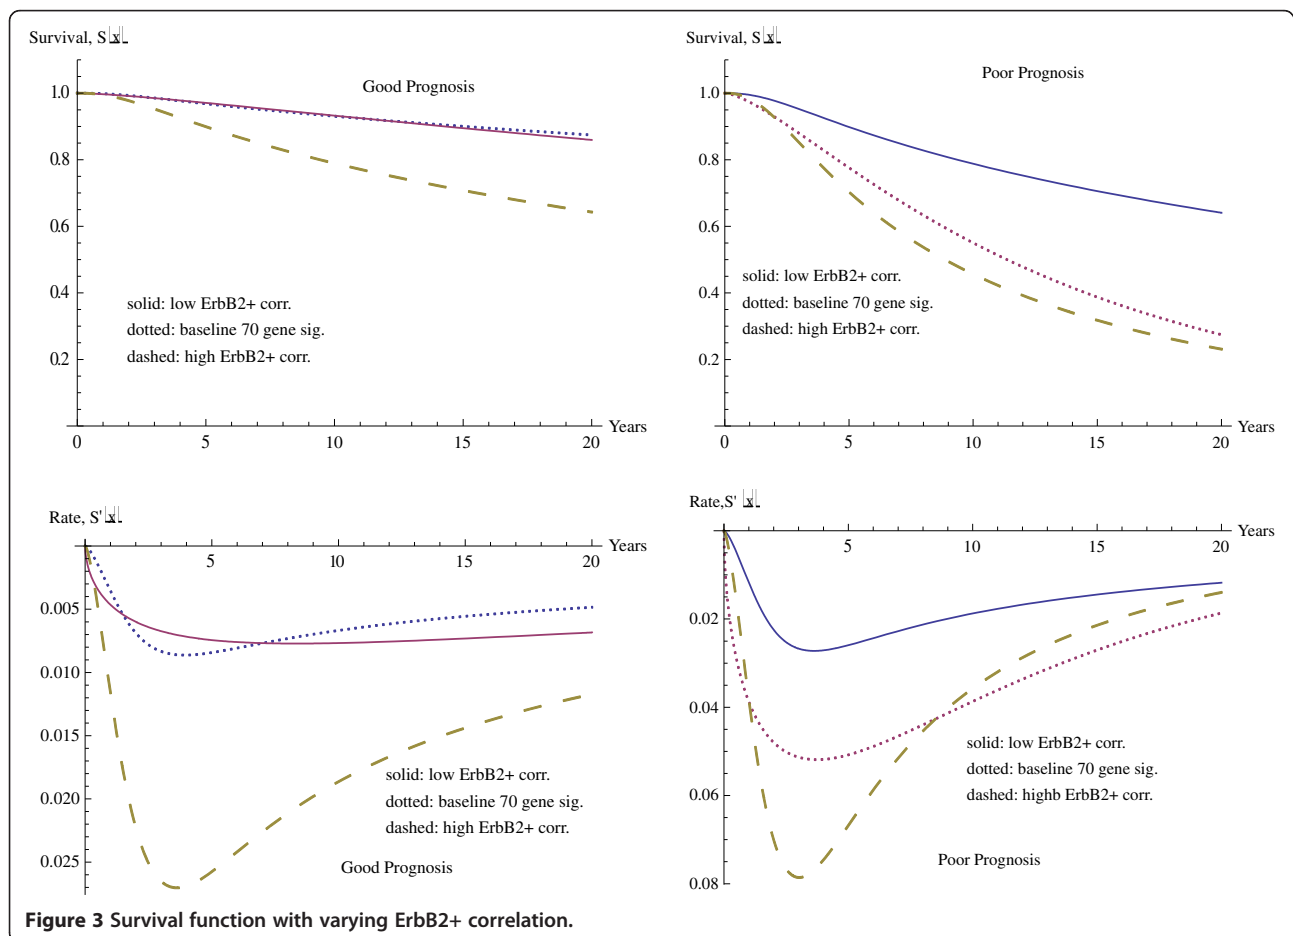 Survival, S x
Good Prognosis
1.0
0.8
0.6
0.4
0.2
solid: low ErbB2+ corr.
dotted: baseline 70 gene sig.
dashed: high ErbB2+ corr.
0 5 10 15 20 Years
Survival, S x
Poor Prognosis
1.0
0.8
0.6
0.4
0.2
solid: low ErbB2+ corr.
dotted: baseline 70 gene sig.
dashed: high ErbB2+ corr.
0 5 10 15 20 Years
Rate, S' x
5 10 15 20 Years
0.005
0.010
0.015
0.020
0.025
solid: low ErbB2+ corr.
dotted: baseline 70 gene sig.
dashed: high ErbB2+ corr.
Good Prognosis
Rate,S' x
5 10 15 20 Years
0.02
0.04
0.06
0.08
solid: low ErbB2+ corr.
dotted: baseline 70 gene sig.
dashed: highb ErbB2+ corr.
Poor Prognosis
Figure 3 Survival function with varying ErbB2+ correlation.